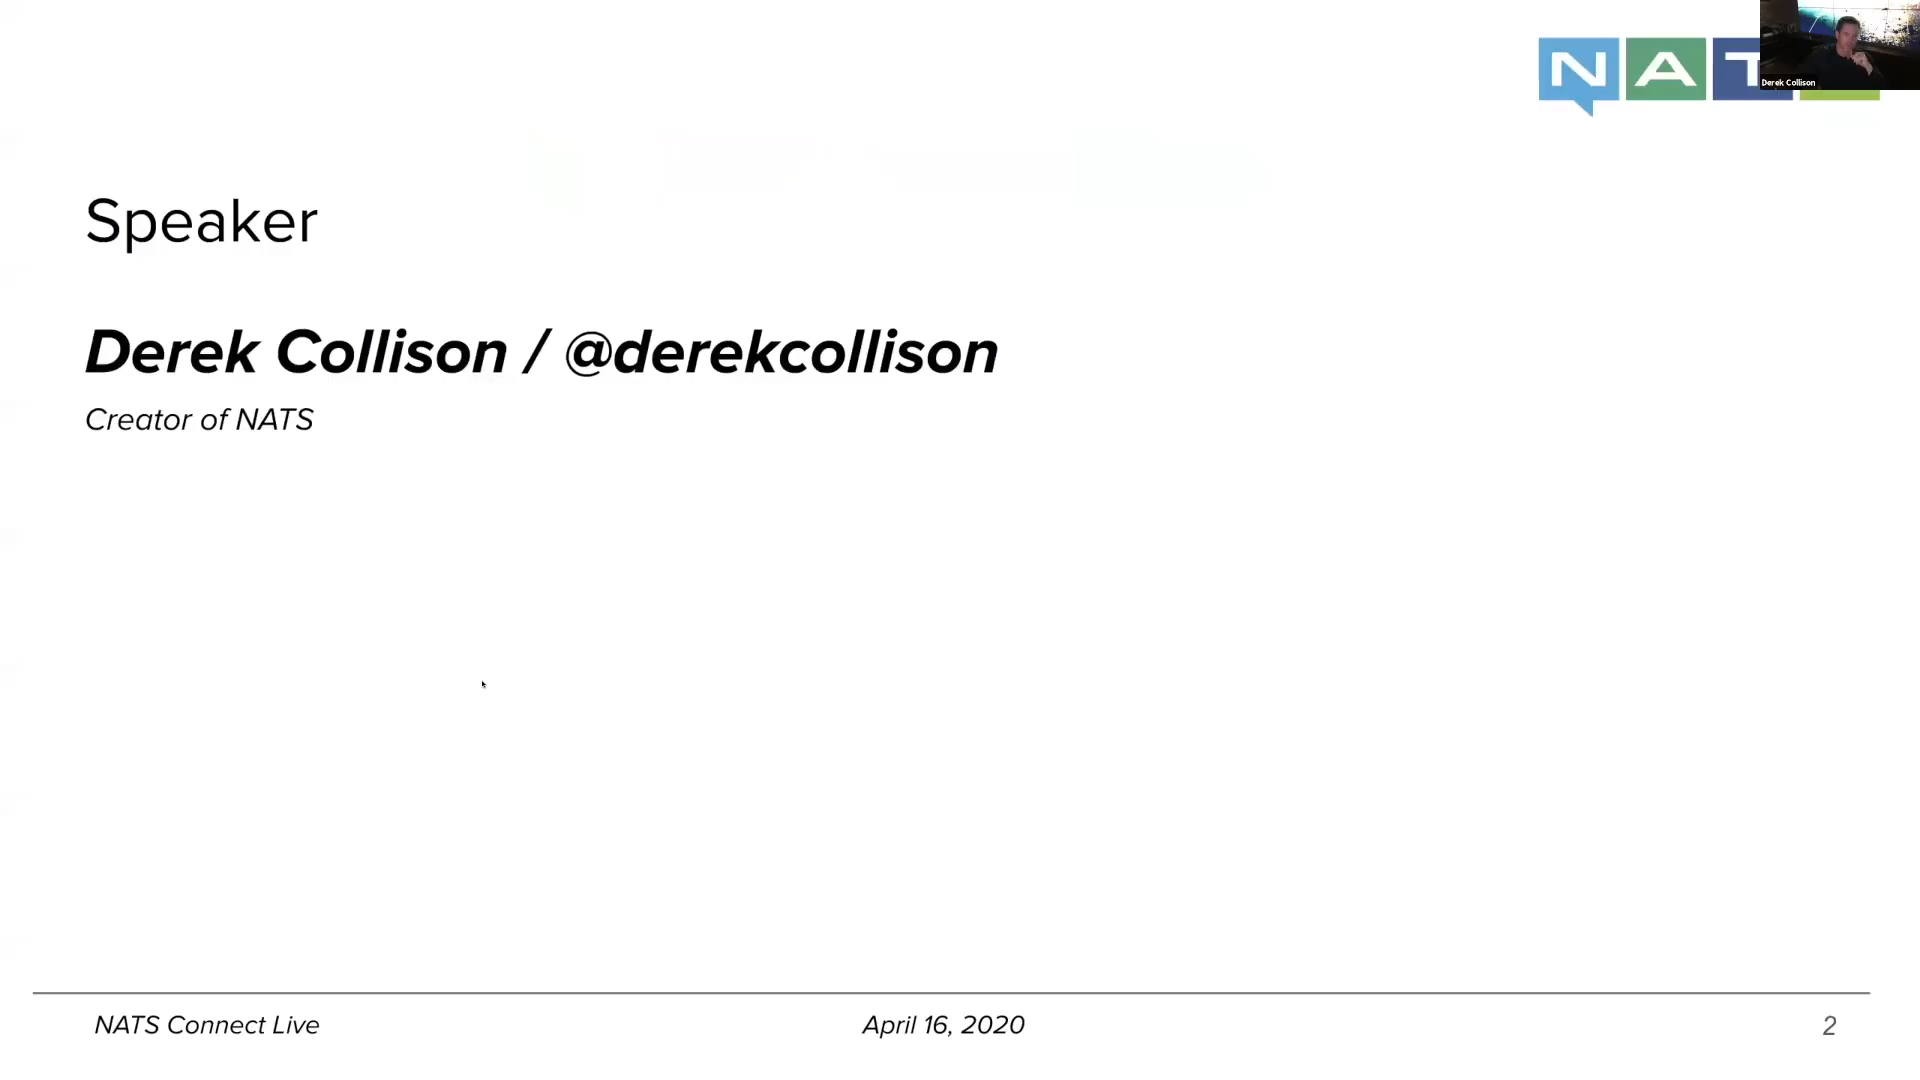 NAT
Derek Collison
Speaker
Derek Collison / @derekcollison
Creator of NATS
NATS Connect Live
April 16, 2020
2